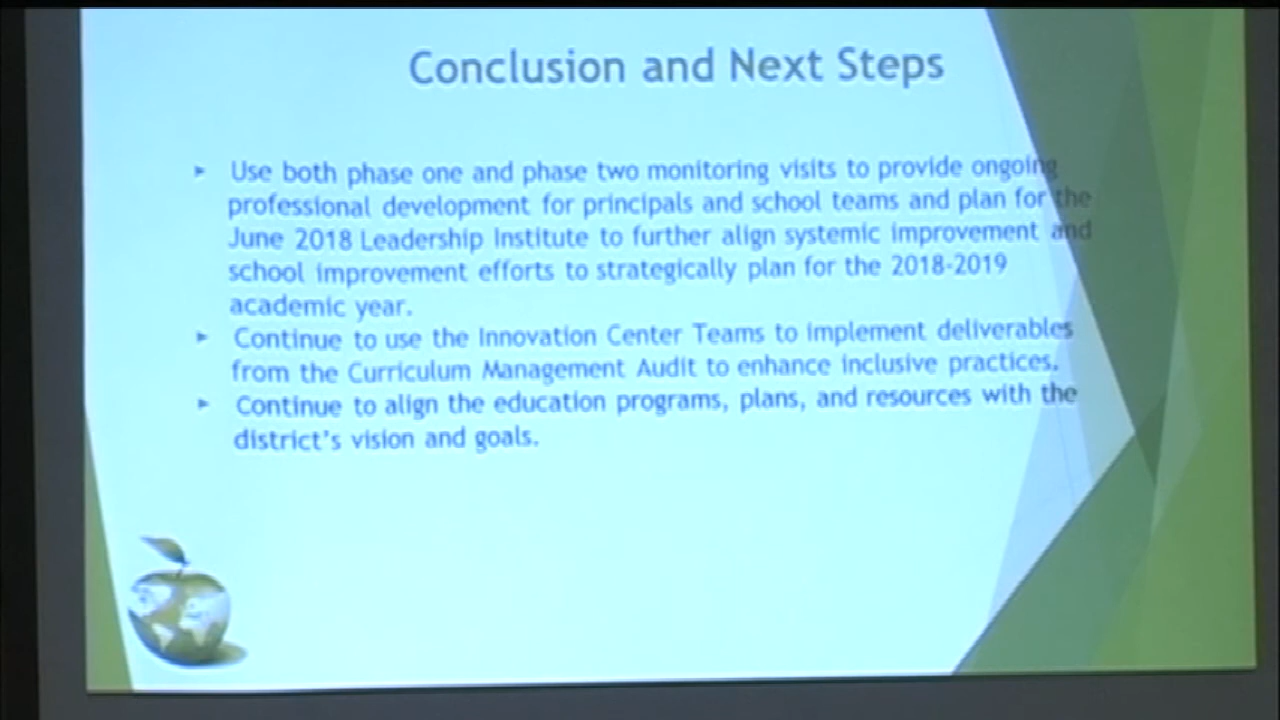 Conclusion and Next Steps
► Use both phase one and phase two monitoring visits to provide ongoing
professional development for principals and school teams and plan for the
June 2018 Leadership Institute to further align systemic improvement and
school improvement efforts to strategically plan for the 2018-2019
academic year.
► Continue to use the Innovation Center Teams to implement deliverables
from the Curriculum Management Audit to enhance inclusive practices.
► Continue to align the education programs, plans, and resources with the
district's vision and goals.